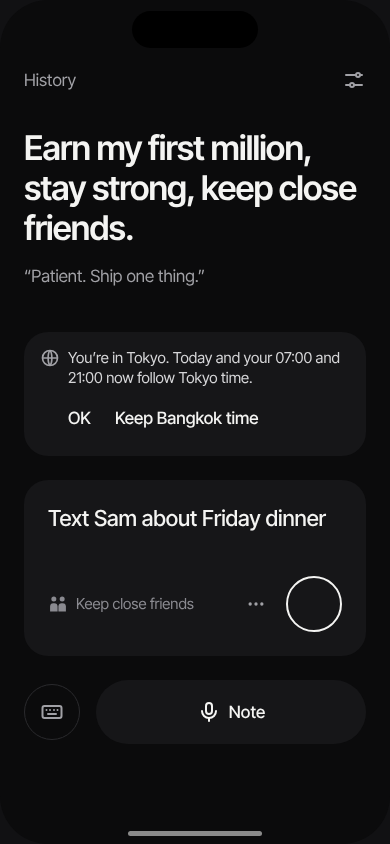 History
Earn my first million,
stay strong, keep close
friends.
“Patient. Ship one thing.”
You’re in Tokyo. Today and your 07:00 and
21:00 now follow Tokyo time.
OK Keep Bangkok time
Text Sam about Friday dinner
Keep close friends
Note